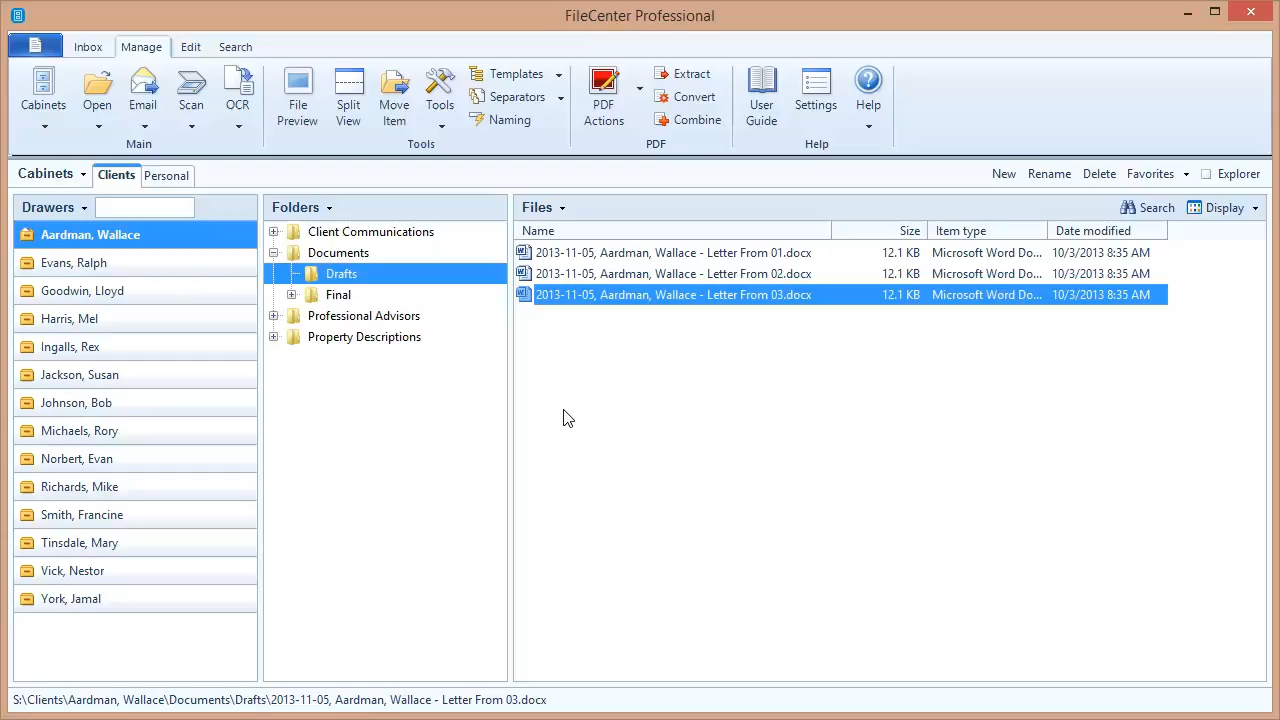 FileCenter Professional
Inbox Manage Edit Search
Cabinets Open Email Scan OCR
Main
File Preview Split View Move Item Tools
Templates
Separators
Naming
Tools
PDF Actions
Extract
Convert
Combine
PDF
User Guide Settings Help
Help
Cabinets Clients Personal New Rename Delete Favorites Explorer
Drawers
Aardman, Wallace
Evans, Ralph
Goodwin, Lloyd
Harris, Mel
Ingalls, Rex
Jackson, Susan
Johnson, Bob
Michaels, Rory
Norbert, Evan
Richards, Mike
Smith, Francine
Tinsdale, Mary
Vick, Nestor
York, Jamal
Folders
Client Communications
Documents
Drafts
Final
Professional Advisors
Property Descriptions
Files Search Display
Name Size Item type Date modified
2013-11-05, Aardman, Wallace - Letter From 01.docx 12.1 KB Microsoft Word Do... 10/3/2013 8:35 AM
2013-11-05, Aardman, Wallace - Letter From 02.docx 12.1 KB Microsoft Word Do... 10/3/2013 8:35 AM
2013-11-05, Aardman, Wallace - Letter From 03.docx 12.1 KB Microsoft Word Do... 10/3/2013 8:35 AM
S:\Clients\Aardman, Wallace\Documents\Drafts\2013-11-05, Aardman, Wallace - Letter From 03.docx